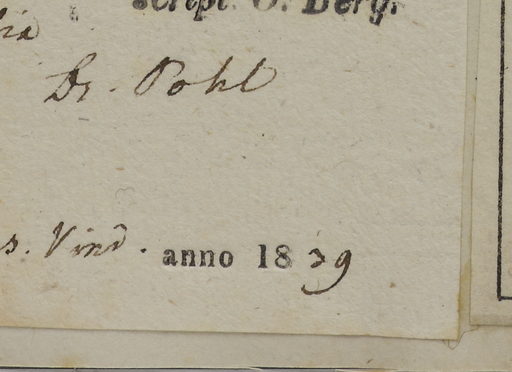 script. O. Berg.
Dr. Pohl
s. Vind. anno 1839